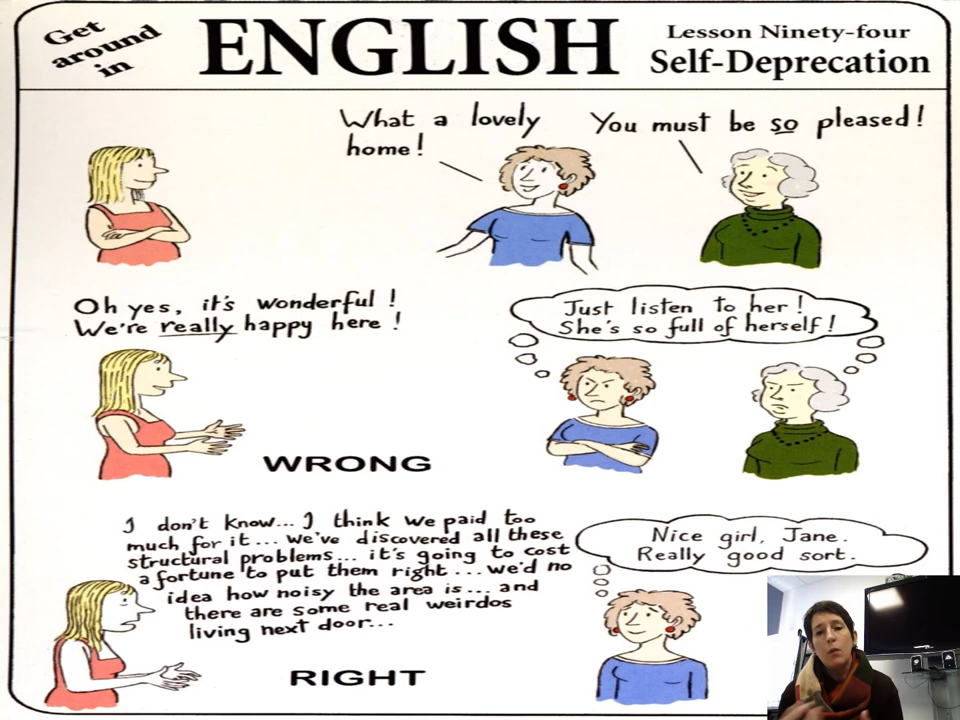 Get
around
in
ENGLISH
Lesson Ninety-four
Self-Deprecation
What a lovely
home!
You must be so pleased!
Oh yes, it's wonderful!
We're really happy here!
Just listen to her!
She's so full of herself!
WRONG
I don't know... I think we paid too
much for it... we've discovered all these
structural problems... it's going to cost
a fortune to put them right... we'd no
idea how noisy the area is... and
there are some real weirdos
living next door...
Nice girl, Jane.
Really good sort.
RIGHT